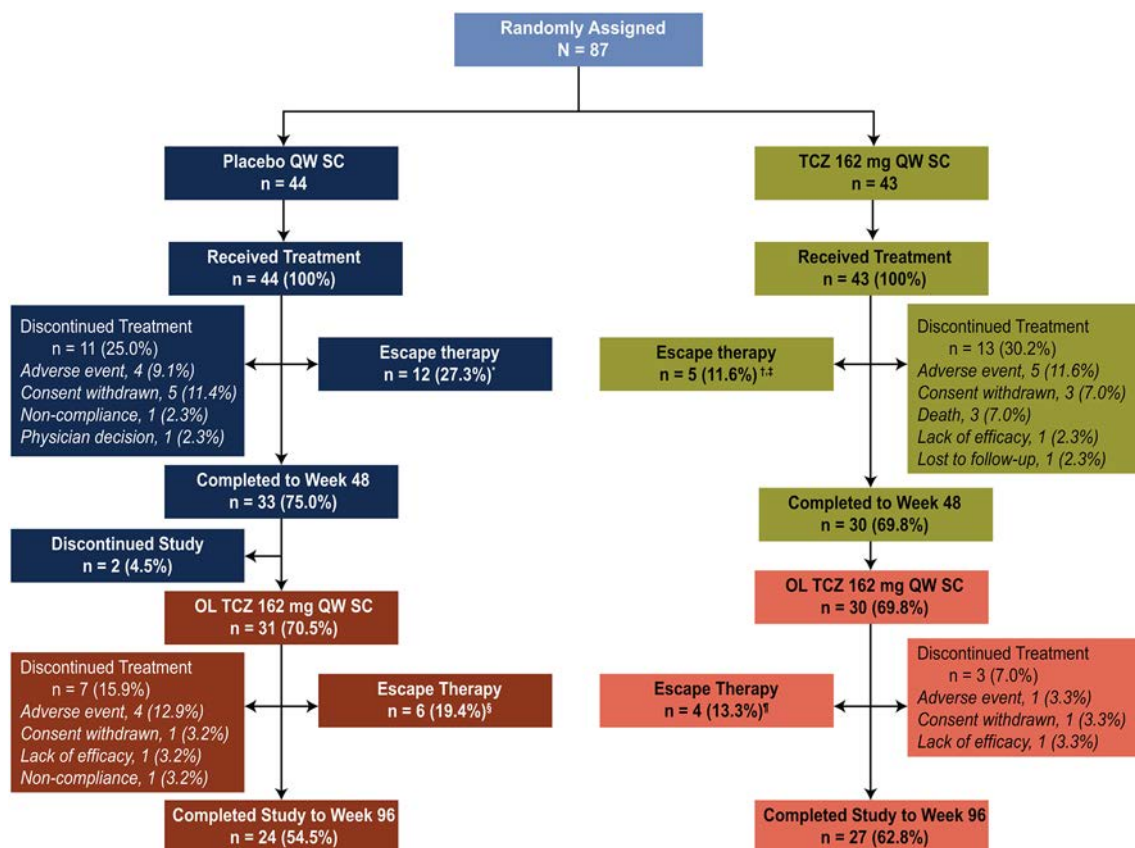 Randomly Assigned
N = 87
Placebo QW SC
n = 44
TCZ 162 mg QW SC
n = 43
Received Treatment
n = 44 (100%)
Received Treatment
n = 43 (100%)
Discontinued Treatment
n = 11 (25.0%)
Adverse event, 4 (9.1%)
Consent withdrawn, 5 (11.4%)
Non-compliance, 1 (2.3%)
Physician decision, 1 (2.3%)
Escape therapy
n = 12 (27.3%)*
Escape therapy
n = 5 (11.6%)†,‡
Discontinued Treatment
n = 13 (30.2%)
Adverse event, 5 (11.6%)
Consent withdrawn, 3 (7.0%)
Death, 3 (7.0%)
Lack of efficacy, 1 (2.3%)
Lost to follow-up, 1 (2.3%)
Completed to Week 48
n = 33 (75.0%)
Completed to Week 48
n = 30 (69.8%)
Discontinued Study
n = 2 (4.5%)
OL TCZ 162 mg QW SC
n = 31 (70.5%)
OL TCZ 162 mg QW SC
n = 30 (69.8%)
Discontinued Treatment
n = 7 (15.9%)
Adverse event, 4 (12.9%)
Consent withdrawn, 1 (3.2%)
Lack of efficacy, 1 (3.2%)
Non-compliance, 1 (3.2%)
Escape Therapy
n = 6 (19.4%)§
Escape Therapy
n = 4 (13.3%)¶
Discontinued Treatment
n = 3 (7.0%)
Adverse event, 1 (3.3%)
Consent withdrawn, 1 (3.3%)
Lack of efficacy, 1 (3.3%)
Completed Study to Week 96
n = 24 (54.5%)
Completed Study to Week 96
n = 27 (62.8%)